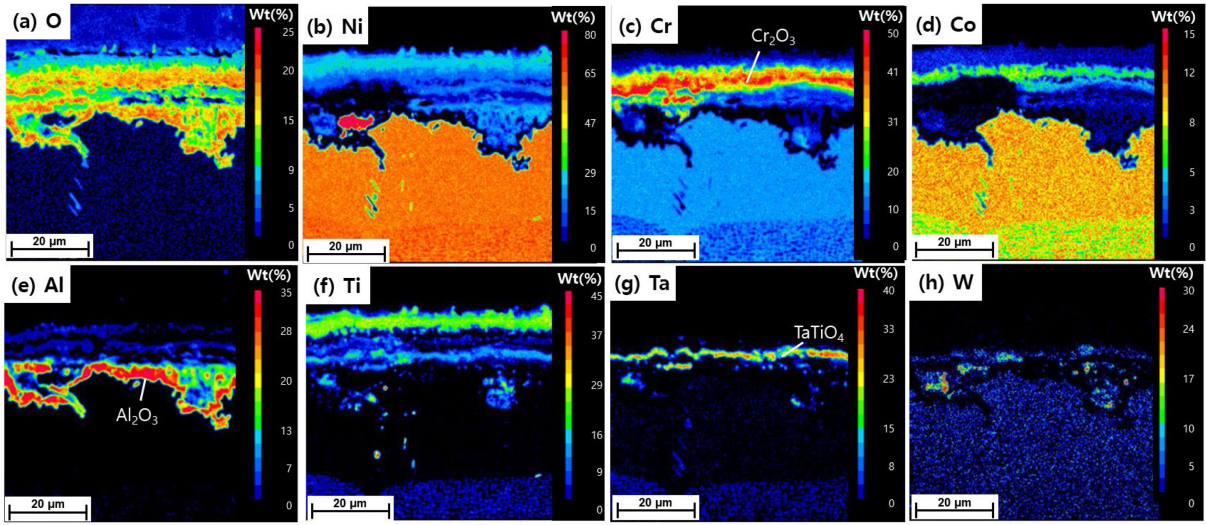 (a) O
Wt(%)
25
20
15
9
5
0
20 μm
(b) Ni
Wt(%)
80
65
47
29
15
0
20 μm
(c) Cr
Cr₂O₃
Wt(%)
50
41
31
20
10
0
20 μm
(d) Co
Wt(%)
15
12
8
5
3
0
20 μm
(e) Al
Al₂O₃
Wt(%)
35
28
20
13
7
0
20 μm
(f) Ti
Wt(%)
45
37
29
16
9
0
20 μm
(g) Ta
TaTiO₄
Wt(%)
40
33
23
15
8
0
20 μm
(h) W
Wt(%)
30
24
17
10
5
0
20 μm